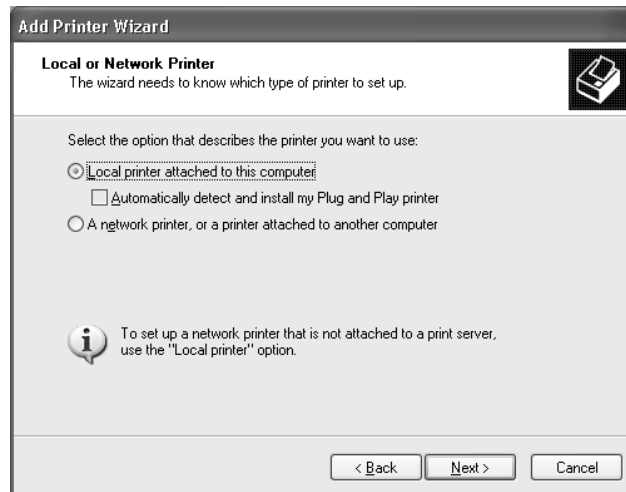 Add Printer Wizard
Local or Network Printer
The wizard needs to know which type of printer to set up.
Select the option that describes the printer you want to use:
Local printer attached to this computer
Automatically detect and install my Plug and Play printer
A network printer, or a printer attached to another computer
To set up a network printer that is not attached to a print server,
use the "Local printer" option.
< Back Next > Cancel